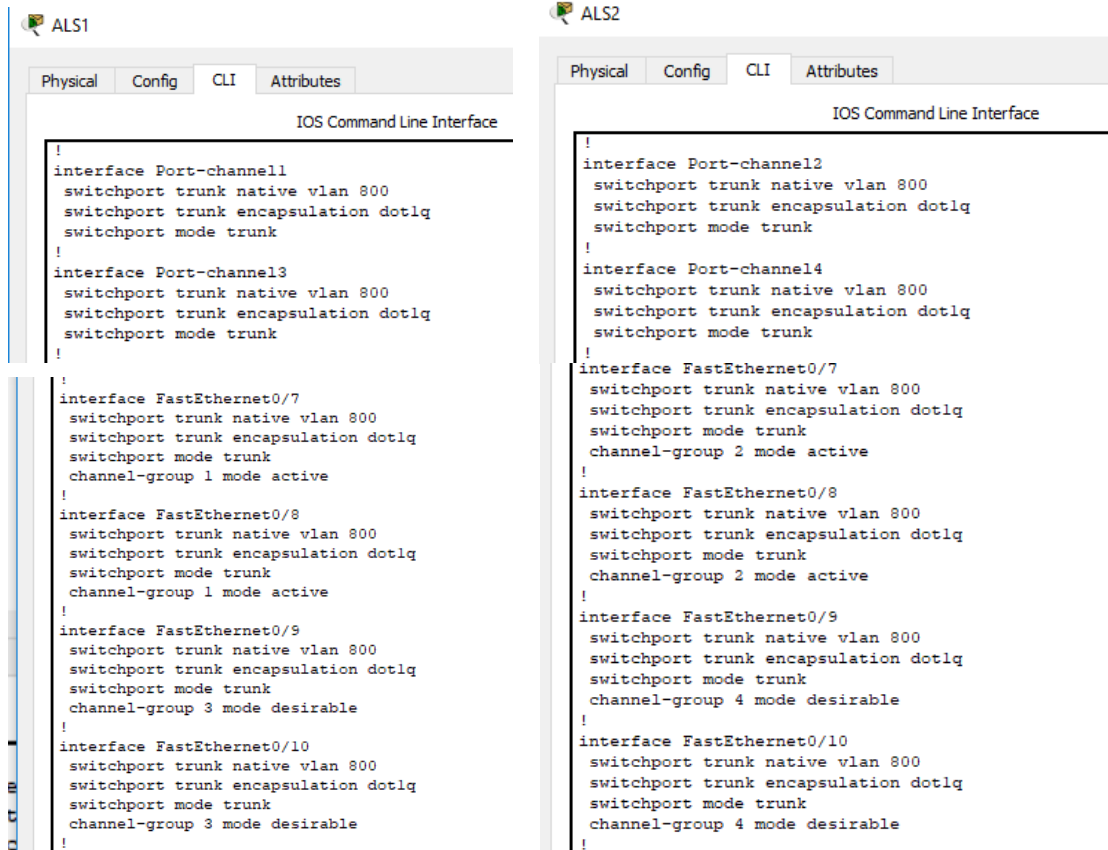 ALS1
Physical Config CLI Attributes
IOS Command Line Interface
!
interface Port-channel1
switchport trunk native vlan 800
switchport trunk encapsulation dot1q
switchport mode trunk
!
interface Port-channel3
switchport trunk native vlan 800
switchport trunk encapsulation dot1q
switchport mode trunk
!
!
interface FastEthernet0/7
switchport trunk native vlan 800
switchport trunk encapsulation dot1q
switchport mode trunk
channel-group 1 mode active
!
interface FastEthernet0/8
switchport trunk native vlan 800
switchport trunk encapsulation dot1q
switchport mode trunk
channel-group 1 mode active
!
interface FastEthernet0/9
switchport trunk native vlan 800
switchport trunk encapsulation dot1q
switchport mode trunk
channel-group 3 mode desirable
!
interface FastEthernet0/10
switchport trunk native vlan 800
switchport trunk encapsulation dot1q
switchport mode trunk
channel-group 3 mode desirable
!
ALS2
Physical Config CLI Attributes
IOS Command Line Interface
!
interface Port-channel2
switchport trunk native vlan 800
switchport trunk encapsulation dot1q
switchport mode trunk
!
interface Port-channel4
switchport trunk native vlan 800
switchport trunk encapsulation dot1q
switchport mode trunk
!
interface FastEthernet0/7
switchport trunk native vlan 800
switchport trunk encapsulation dot1q
switchport mode trunk
channel-group 2 mode active
!
interface FastEthernet0/8
switchport trunk native vlan 800
switchport trunk encapsulation dot1q
switchport mode trunk
channel-group 2 mode active
!
interface FastEthernet0/9
switchport trunk native vlan 800
switchport trunk encapsulation dot1q
switchport mode trunk
channel-group 4 mode desirable
!
interface FastEthernet0/10
switchport trunk native vlan 800
switchport trunk encapsulation dot1q
switchport mode trunk
channel-group 4 mode desirable
!